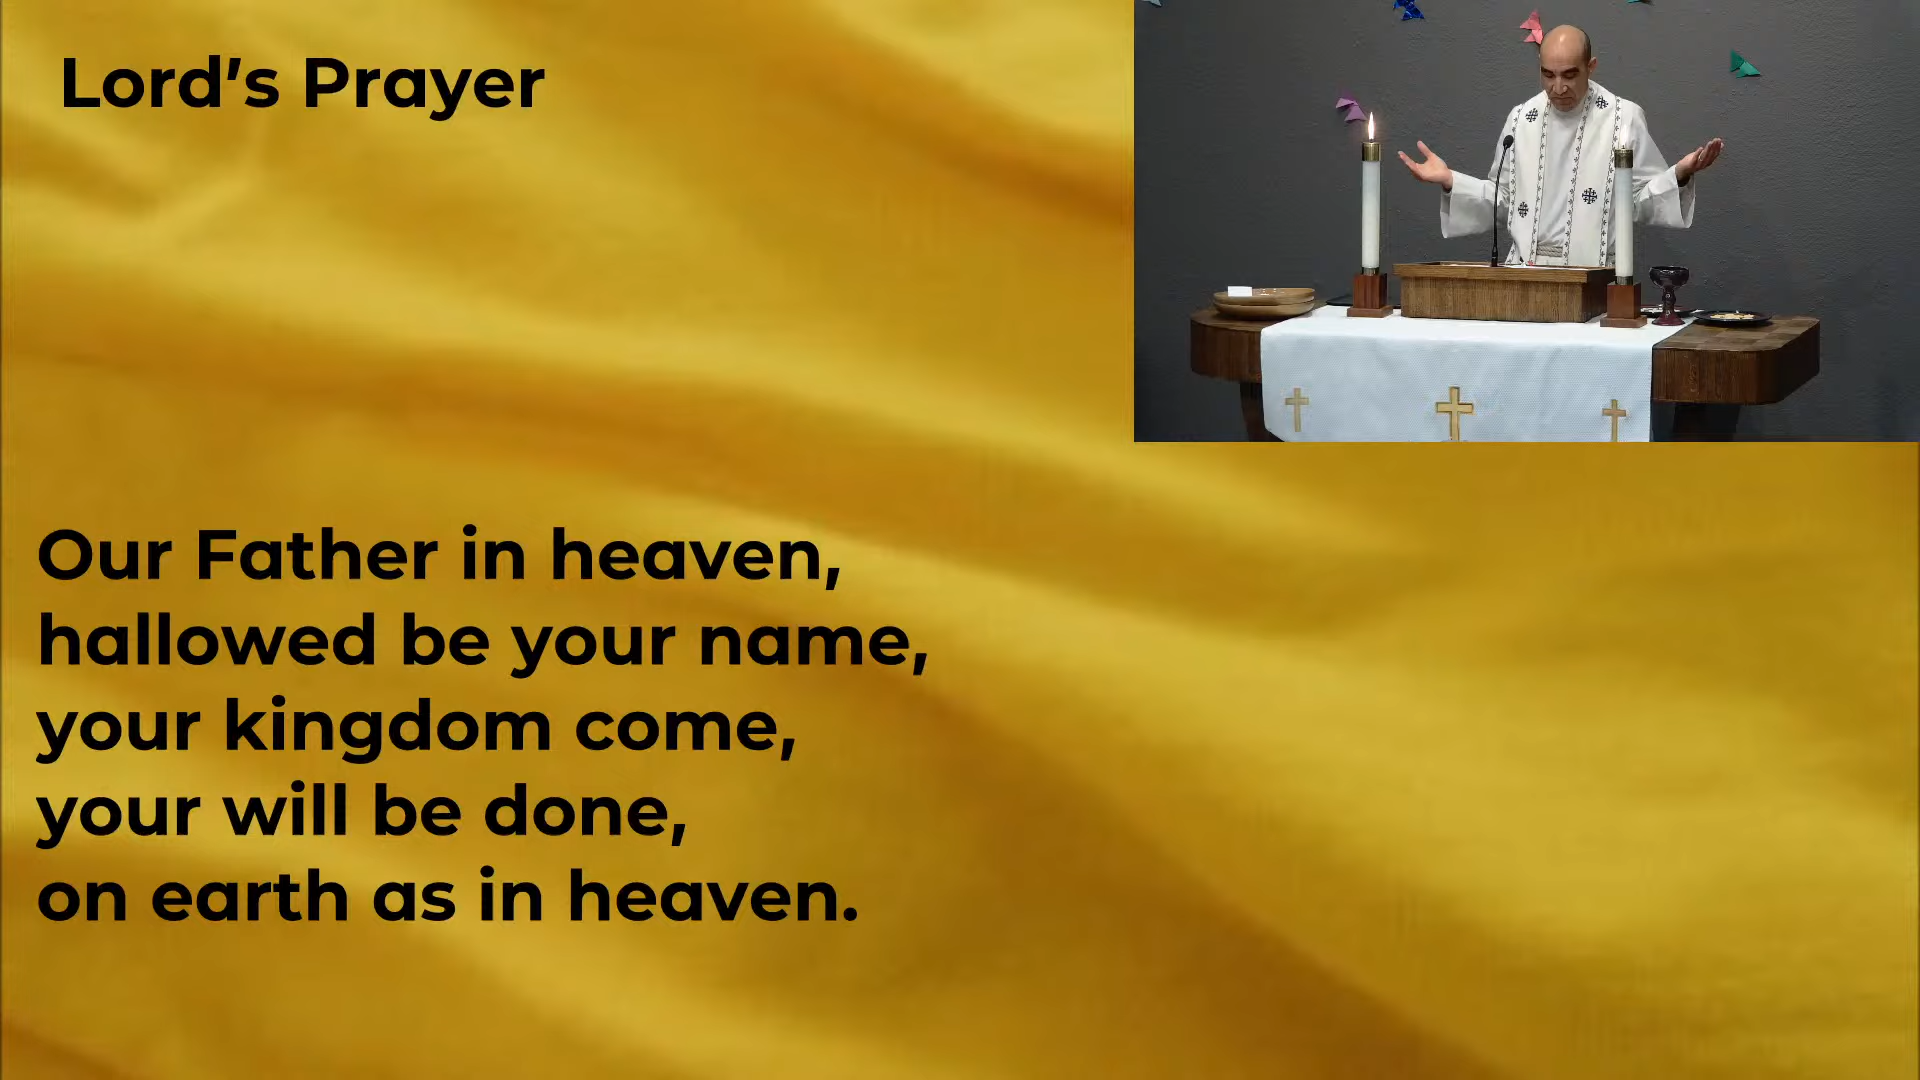 Lord's Prayer
Our Father in heaven,
hallowed be your name,
your kingdom come,
your will be done,
on earth as in heaven.